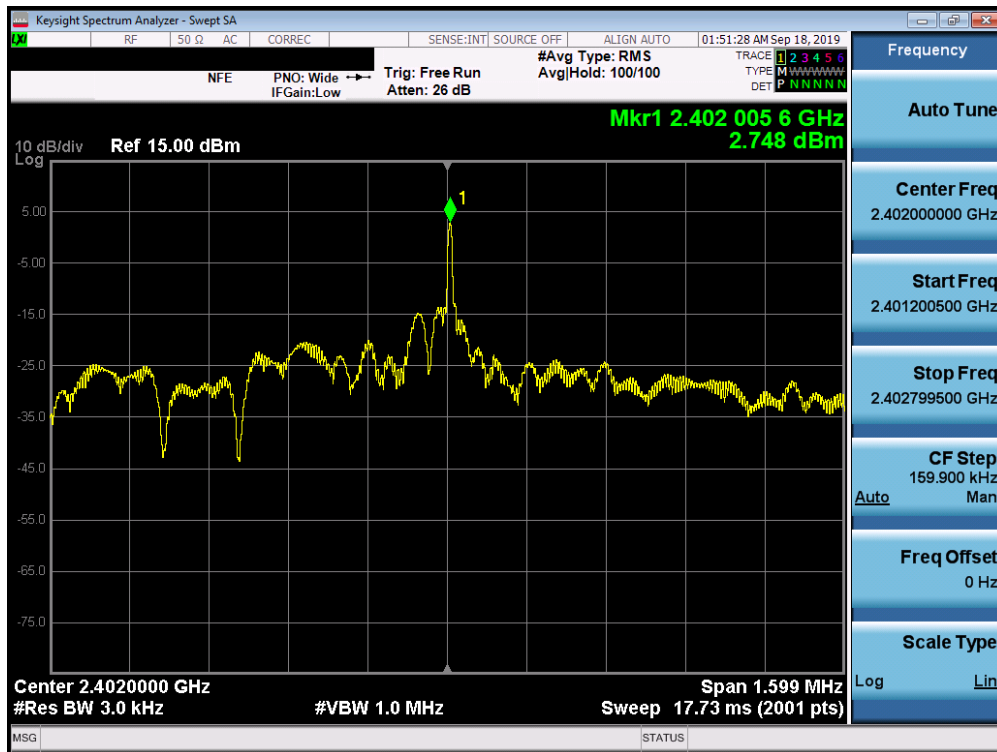 Keysight Spectrum Analyzer - Swept SA
LXI RF 50 Ω AC CORREC SENSE:INT SOURCE OFF ALIGN AUTO 01:51:28 AM Sep 18, 2019
NFE PNO: Wide Trig: Free Run #Avg Type: RMS TRACE 1 2 3 4 5 6
IFGain:Low Atten: 26 dB Avg|Hold: 100/100 TYPE M WWWWW
DET P N N N N N
Mkr1 2.402 005 6 GHz
2.748 dBm
10 dB/div Ref 15.00 dBm
Log
1
5.00
-5.00
-15.0
-25.0
-35.0
-45.0
-55.0
-65.0
-75.0
Center 2.4020000 GHz Span 1.599 MHz
#Res BW 3.0 kHz #VBW 1.0 MHz Sweep 17.73 ms (2001 pts)
MSG STATUS
Frequency
Auto Tune
Center Freq
2.402000000 GHz
Start Freq
2.401200500 GHz
Stop Freq
2.402799500 GHz
CF Step
159.900 kHz
Auto Man
Freq Offset
0 Hz
Scale Type
Log Lin